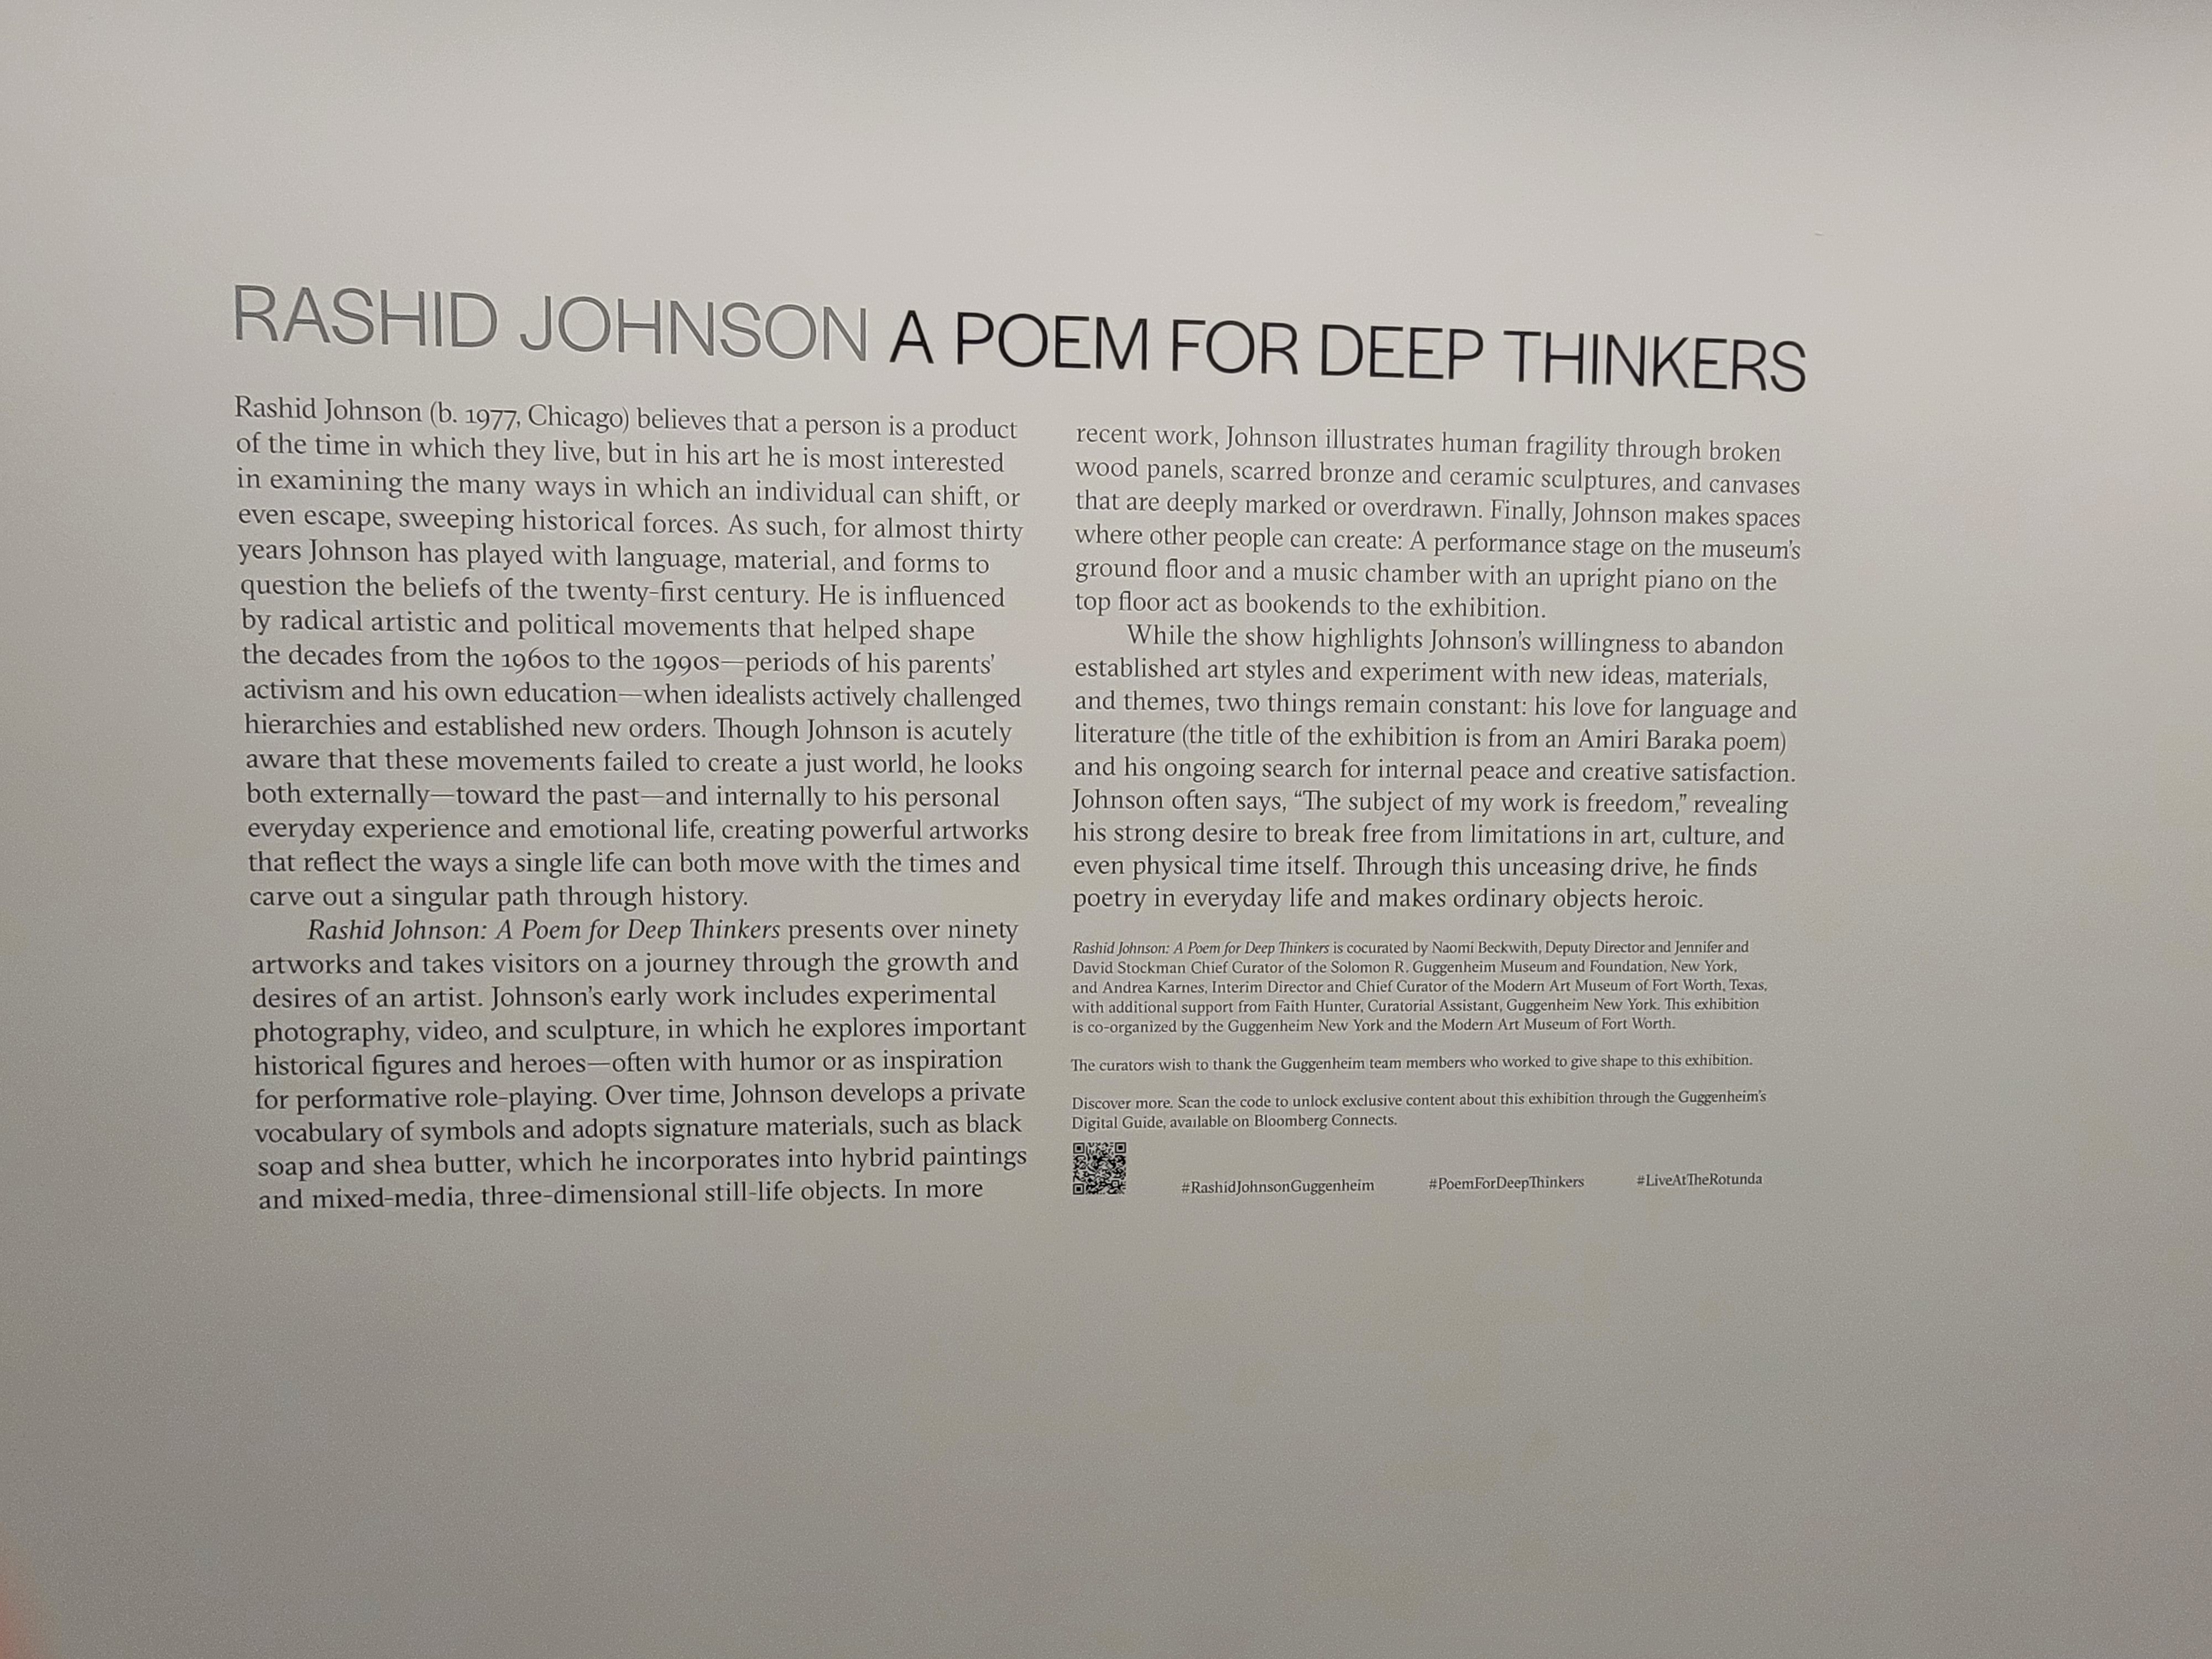 RASHID JOHNSON A POEM FOR DEEP THINKERS
Rashid Johnson (b. 1977, Chicago) believes that a person is a product
of the time in which they live, but in his art he is most interested
in examining the many ways in which an individual can shift, or
even escape, sweeping historical forces. As such, for almost thirty
years Johnson has played with language, material, and forms to
question the beliefs of the twenty-first century. He is influenced
by radical artistic and political movements that helped shape
the decades from the 1960s to the 1990s—periods of his parents’
activism and his own education—when idealists actively challenged
hierarchies and established new orders. Though Johnson is acutely
aware that these movements failed to create a just world, he looks
both externally—toward the past—and internally to his personal
everyday experience and emotional life, creating powerful artworks
that reflect the ways a single life can both move with the times and
carve out a singular path through history.
Rashid Johnson: A Poem for Deep Thinkers presents over ninety
artworks and takes visitors on a journey through the growth and
desires of an artist. Johnson’s early work includes experimental
photography, video, and sculpture, in which he explores important
historical figures and heroes—often with humor or as inspiration
for performative role-playing. Over time, Johnson develops a private
vocabulary of symbols and adopts signature materials, such as black
soap and shea butter, which he incorporates into hybrid paintings
and mixed-media, three-dimensional still-life objects. In more
recent work, Johnson illustrates human fragility through broken
wood panels, scarred bronze and ceramic sculptures, and canvases
that are deeply marked or overdrawn. Finally, Johnson makes spaces
where other people can create: A performance stage on the museum’s
ground floor and a music chamber with an upright piano on the
top floor act as bookends to the exhibition.
While the show highlights Johnson’s willingness to abandon
established art styles and experiment with new ideas, materials,
and themes, two things remain constant: his love for language and
literature (the title of the exhibition is from an Amiri Baraka poem)
and his ongoing search for internal peace and creative satisfaction.
Johnson often says, “The subject of my work is freedom,” revealing
his strong desire to break free from limitations in art, culture, and
even physical time itself. Through this unceasing drive, he finds
poetry in everyday life and makes ordinary objects heroic.
Rashid Johnson: A Poem for Deep Thinkers is cocurated by Naomi Beckwith, Deputy Director and Jennifer and
David Stockman Chief Curator of the Solomon R. Guggenheim Museum and Foundation, New York,
and Andrea Karnes, Interim Director and Chief Curator of the Modern Art Museum of Fort Worth, Texas,
with additional support from Faith Hunter, Curatorial Assistant, Guggenheim New York. This exhibition
is co-organized by the Guggenheim New York and the Modern Art Museum of Fort Worth.
The curators wish to thank the Guggenheim team members who worked to give shape to this exhibition.
Discover more. Scan the code to unlock exclusive content about this exhibition through the Guggenheim’s
Digital Guide, available on Bloomberg Connects.
#RashidJohnsonGuggenheim #PoemForDeepThinkers #LiveAtTheRotunda